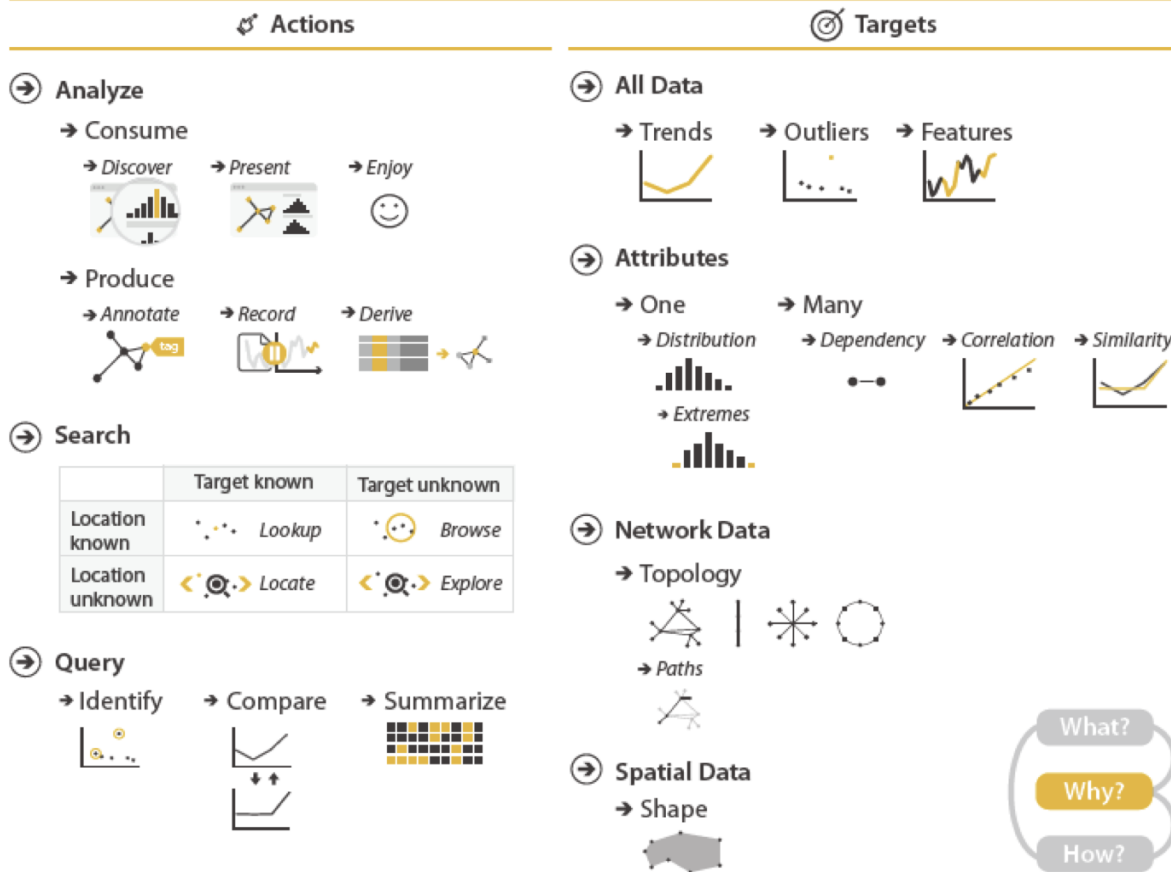 Actions
Analyze
Consume
Discover
Present
Enjoy
Produce
Annotate
tag
Record
Derive
Search
Target known
Target unknown
Location known
Lookup
Browse
Location unknown
Locate
Explore
Query
Identify
Compare
Summarize
Targets
All Data
Trends
Outliers
Features
Attributes
One
Many
Distribution
Dependency
Correlation
Similarity
Extremes
Network Data
Topology
Paths
Spatial Data
Shape
What?
Why?
How?